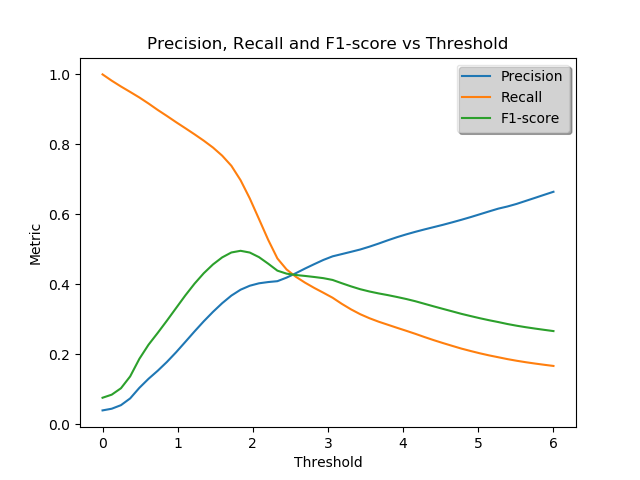 Precision, Recall and F1-score vs Threshold
Precision
Recall
F1-score
Metric
1.0
0.8
0.6
0.4
0.2
0.0
0 1 2 3 4 5 6
Threshold